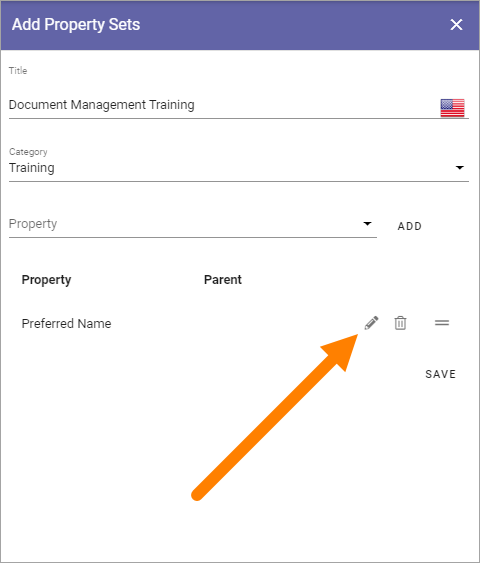 Add Property Sets
Title
Document Management Training
Category
Training
Property
ADD
Property Parent
Preferred Name
SAVE